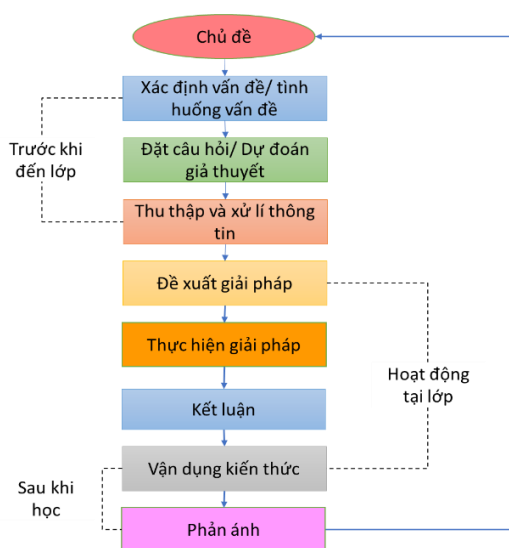 Chủ đề
Xác định vấn đề/ tình
huống vấn đề
Trước khi
đến lớp
Đặt câu hỏi/ Dự đoán
giả thuyết
Thu thập và xử lí thông
tin
Đề xuất giải pháp
Thực hiện giải pháp
Hoạt động
tại lớp
Kết luận
Vận dụng kiến thức
Sau khi
học
Phản ánh